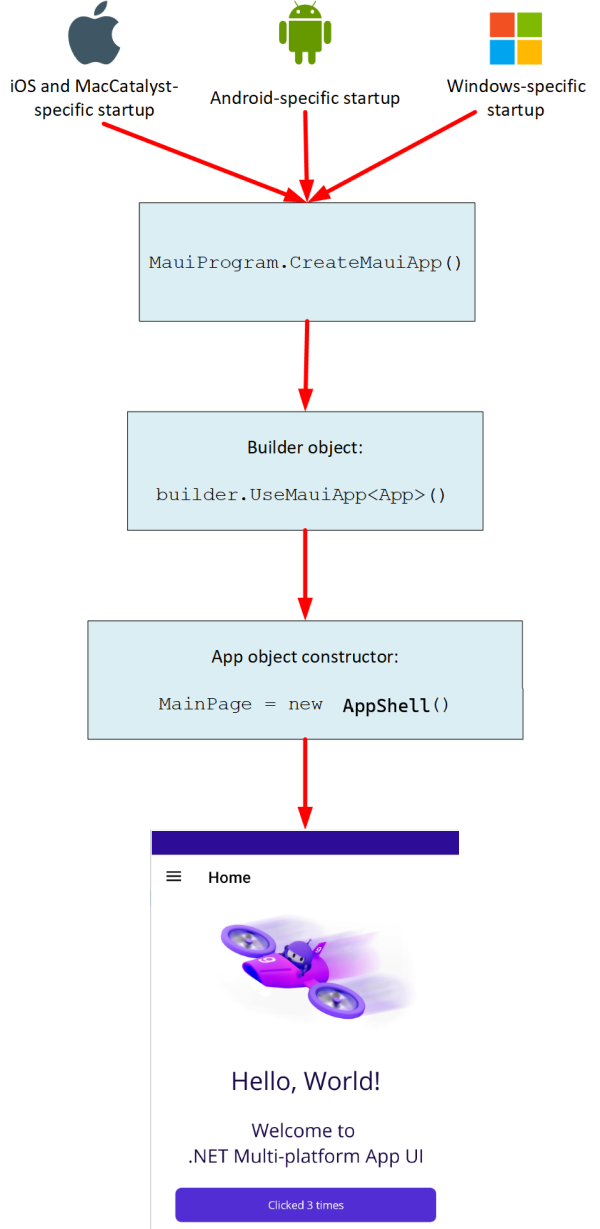 iOS and MacCatalyst-
specific startup
Android-specific startup
Windows-specific
startup
MauiProgram.CreateMauiApp()
Builder object:
builder.UseMauiApp<App>()
App object constructor:
MainPage = new AppShell()
Home
9
Hello, World!
Welcome to
.NET Multi-platform App UI
Clicked 3 times